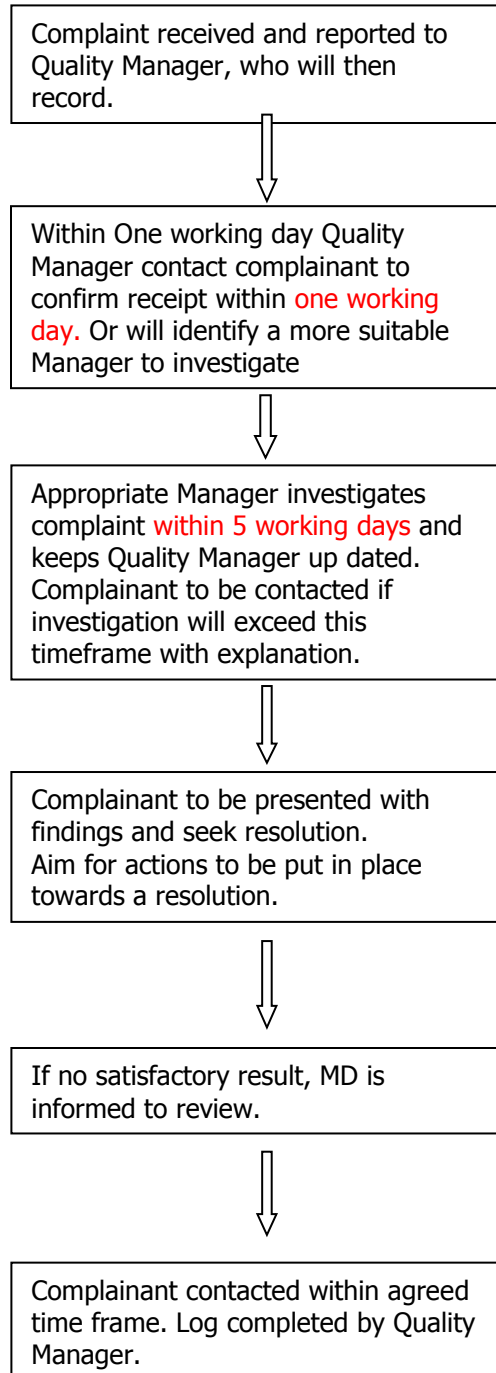 Complaint received and reported to
Quality Manager, who will then
record.
Within One working day Quality
Manager contact complainant to
confirm receipt within one working
day. Or will identify a more suitable
Manager to investigate
Appropriate Manager investigates
complaint within 5 working days and
keeps Quality Manager up dated.
Complainant to be contacted if
investigation will exceed this
timeframe with explanation.
Complainant to be presented with
findings and seek resolution.
Aim for actions to be put in place
towards a resolution.
If no satisfactory result, MD is
informed to review.
Complainant contacted within agreed
time frame. Log completed by Quality
Manager.